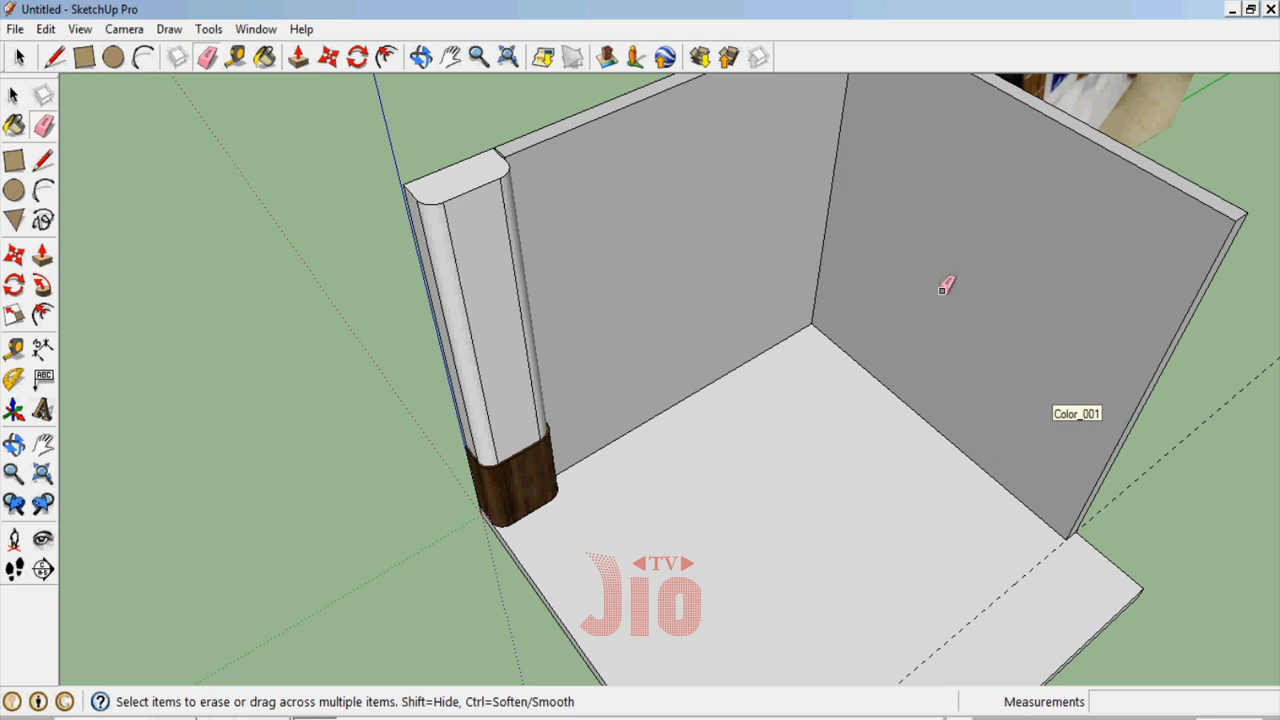 Untitled - SketchUp Pro
File Edit View Camera Draw Tools Window Help
ABC
Color_001
TV
JIO
Select items to erase or drag across multiple items. Shift=Hide, Ctrl=Soften/Smooth
Measurements